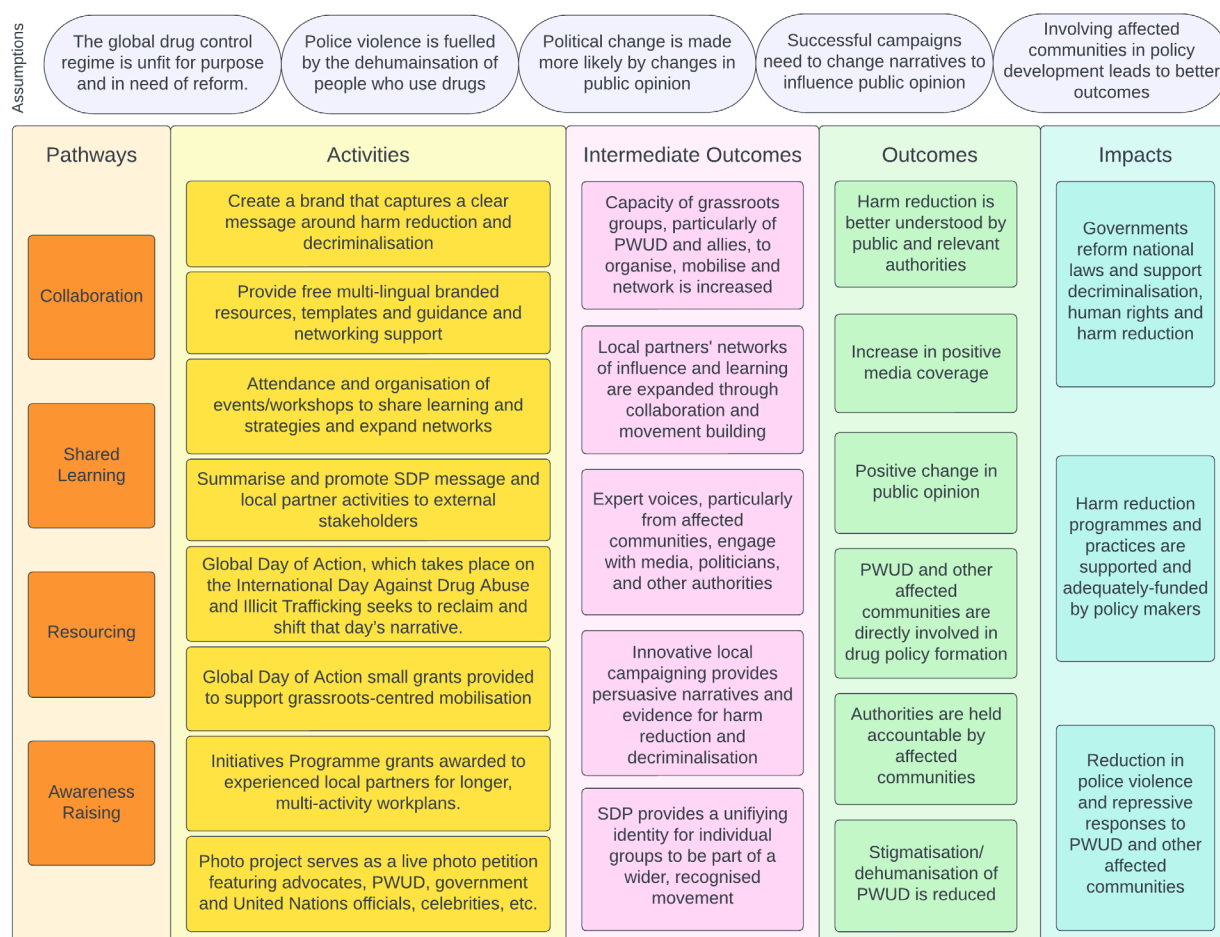 Assumptions
The global drug control
regime is unfit for purpose
and in need of reform.
Police violence is fuelled
by the dehumainsation of
people who use drugs
Political change is made
more likely by changes in
public opinion
Successful campaigns
need to change narratives to
influence public opinion
Involving affected
communities in policy
development leads to better
outcomes
Pathways
Collaboration
Shared
Learning
Resourcing
Awareness
Raising
Activities
Create a brand that captures a clear
message around harm reduction and
decriminalisation
Provide free multi-lingual branded
resources, templates and guidance and
networking support
Attendance and organisation of
events/workshops to share learning and
strategies and expand networks
Summarise and promote SDP message and
local partner activities to external
stakeholders
Global Day of Action, which takes place on
the International Day Against Drug Abuse
and Illicit Trafficking seeks to reclaim and
shift that day’s narrative.
Global Day of Action small grants provided
to support grassroots-centred mobilisation
Initiatives Programme grants awarded to
experienced local partners for longer,
multi-activity workplans.
Photo project serves as a live photo petition
featuring advocates, PWUD, government
and United Nations officials, celebrities, etc.
Intermediate Outcomes
Capacity of grassroots
groups, particularly of
PWUD and allies, to
organise, mobilise and
network is increased
Local partners' networks
of influence and learning
are expanded through
collaboration and
movement building
Expert voices, particularly
from affected
communities, engage
with media, politicians,
and other authorities
Innovative local
campaigning provides
persuasive narratives and
evidence for harm
reduction and
decriminalisation
SDP provides a unifiying
identity for individual
groups to be part of a
wider, recognised
movement
Outcomes
Harm reduction is
better understood by
public and relevant
authorities
Increase in positive
media coverage
Positive change in
public opinion
PWUD and other
affected
communities are
directly involved in
drug policy formation
Authorities are held
accountable by
affected
communities
Stigmatisation/
dehumanisation of
PWUD is reduced
Impacts
Governments
reform national
laws and support
decriminalisation,
human rights and
harm reduction
Harm reduction
programmes and
practices are
supported and
adequately-funded
by policy makers
Reduction in
police violence
and repressive
responses to
PWUD and other
affected
communities